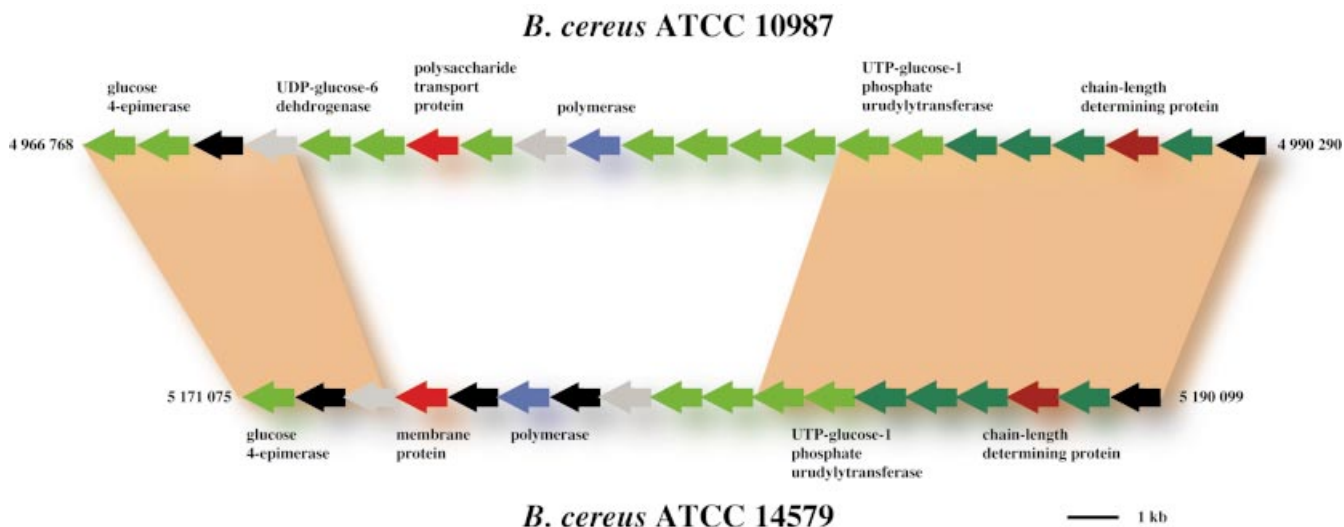 B. cereus ATCC 10987
glucose
4-epimerase
UDP-glucose-6
dehdrogenase
polysaccharide
transport
protein
polymerase
UTP-glucose-1
phosphate
urudylytransferase
chain-length
determining protein
4 966 768
4 990 290
5 171 075
5 190 099
glucose
4-epimerase
membrane
protein
polymerase
UTP-glucose-1
phosphate
urudylytransferase
chain-length
determining protein
B. cereus ATCC 14579
1 kb